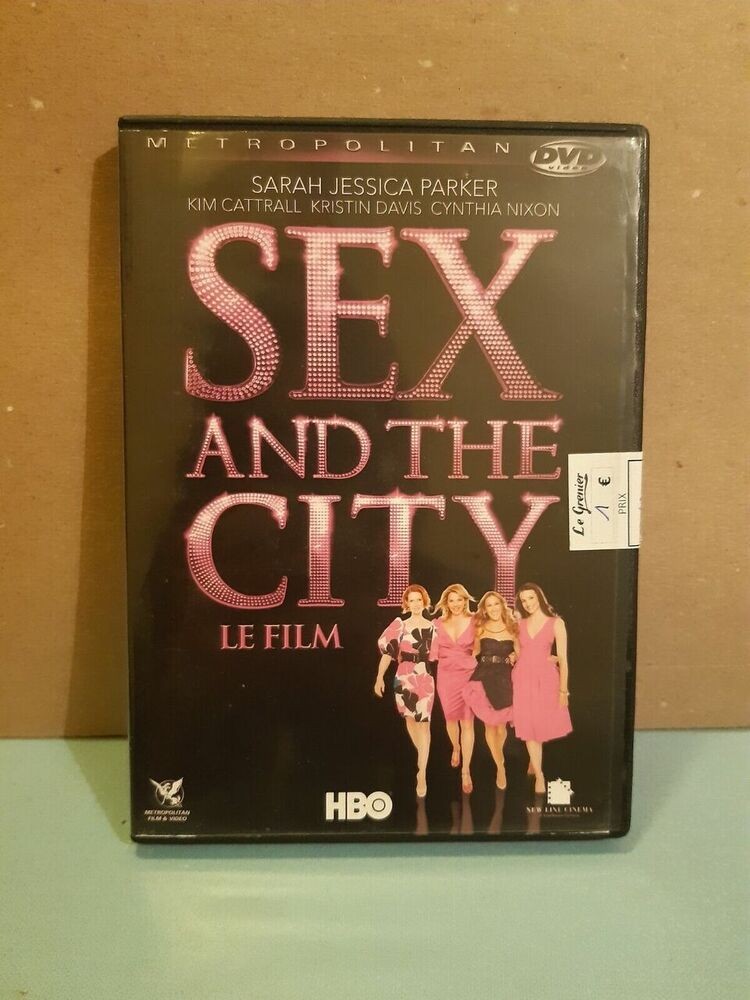 METROPOLITAN
DVD
VIDEO
SARAH JESSICA PARKER
KIM CATTRALL KRISTIN DAVIS CYNTHIA NIXON
SEX
AND THE
CITY
LE FILM
Le Grenier
1 €
PRIX
METROPOLITAN
FILM & VIDEO
HBO
NEW LINE CINEMA